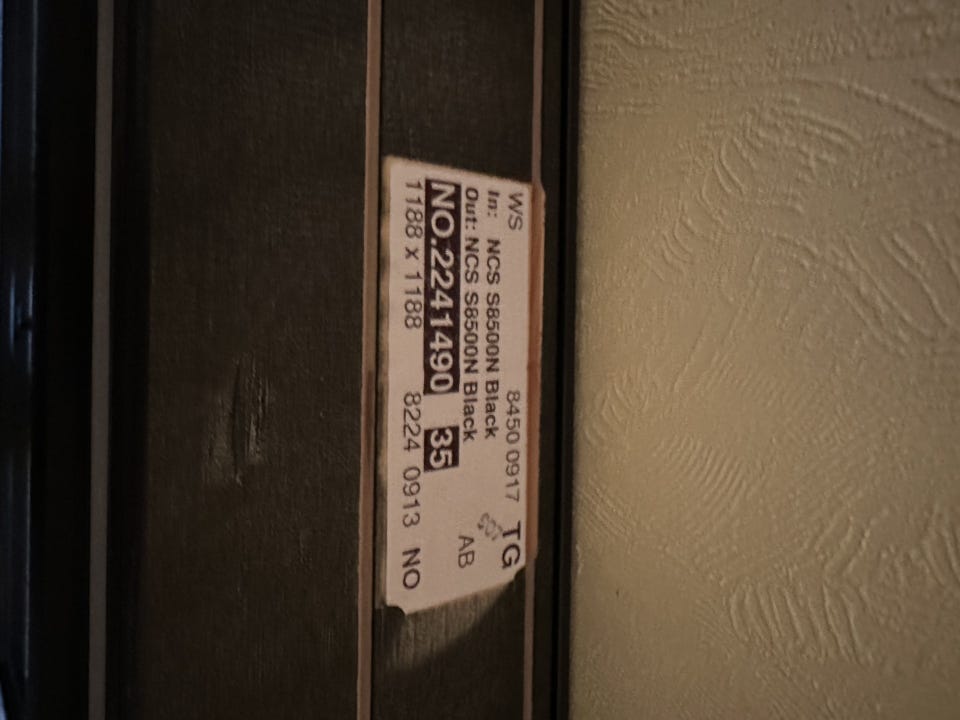 WS 8450 0917 TG
In: NCS S8500N Black
Out: NCS S8500N Black AB
NO.2241490 35
1188 x 1188 8224 0913 NO